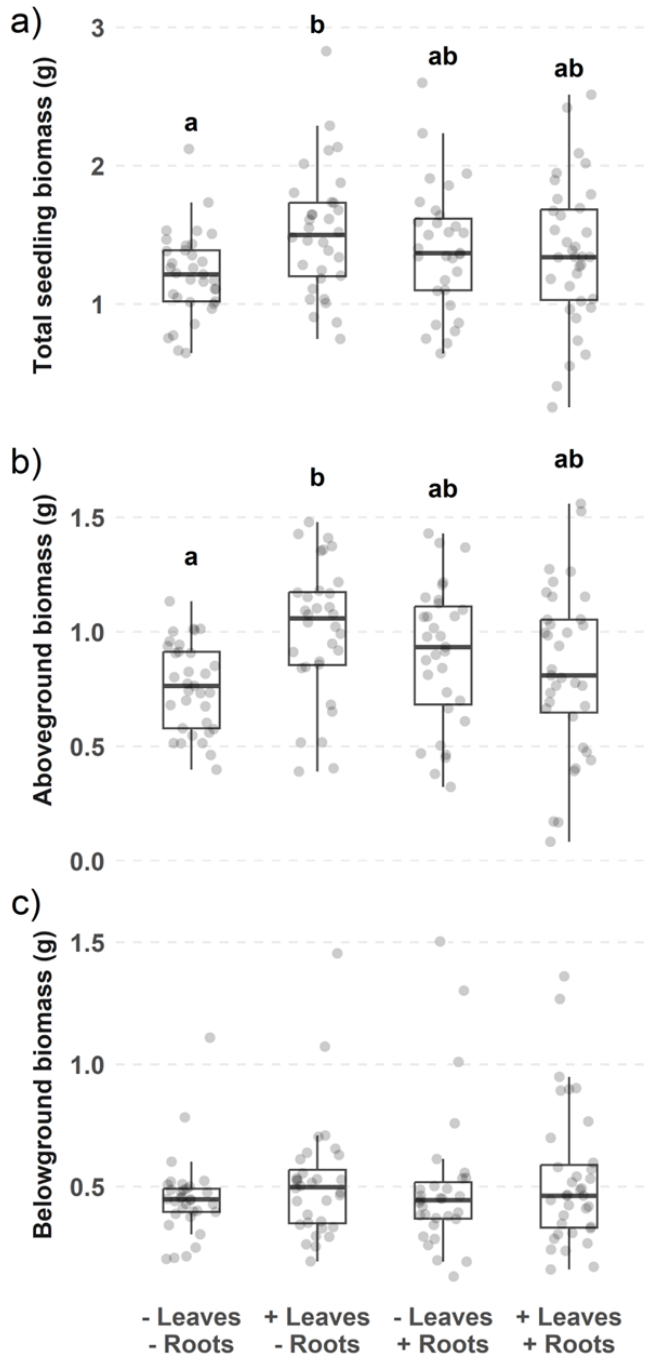 a)
Total seedling biomass (g)
3
2
1
a
b
ab
ab
b)
Aboveground biomass (g)
1.5
1.0
0.5
0.0
a
b
ab
ab
c)
Belowground biomass (g)
1.5
1.0
0.5
- Leaves
- Roots
+ Leaves
- Roots
- Leaves
+ Roots
+ Leaves
+ Roots